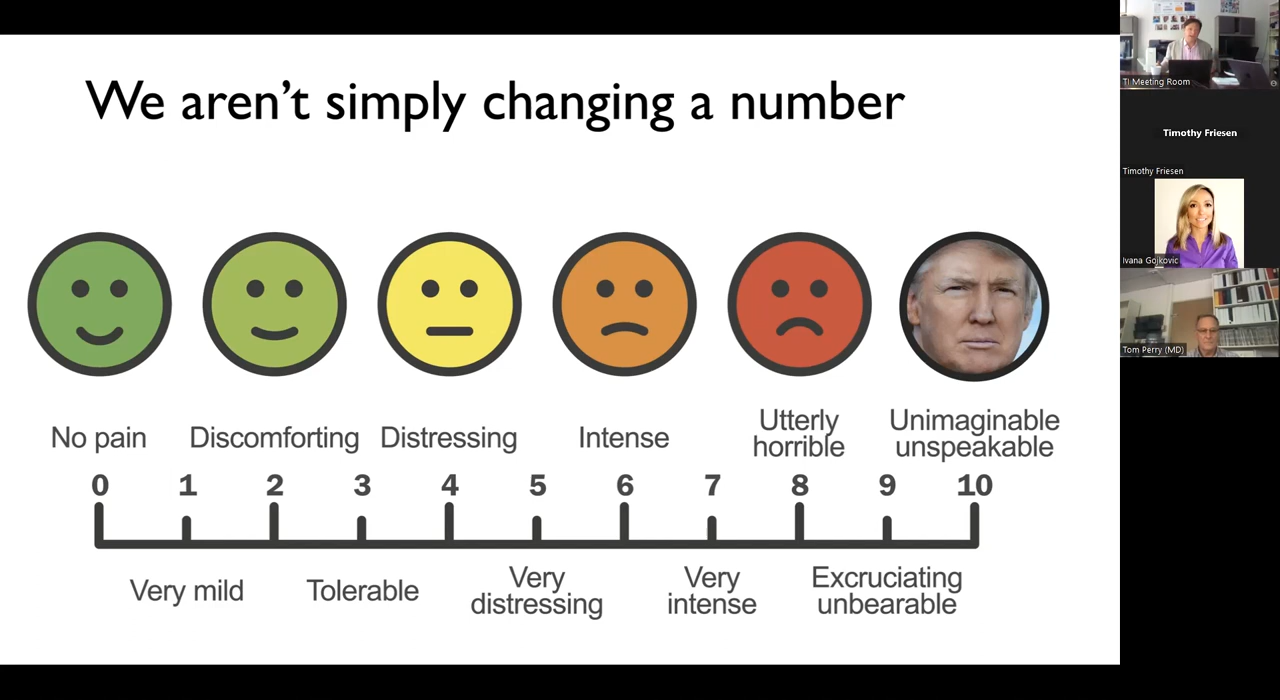 We aren't simply changing a number
No pain
Discomforting
Distressing
Intense
Utterly
horrible
Unimaginable
unspeakable
0 1 2 3 4 5 6 7 8 9 10
Very mild
Tolerable
Very
distressing
Very
intense
Excruciating
unbearable
TI Meeting Room
Timothy Friesen
Timothy Friesen
Ivana Gojkovic
Tom Perry (MD)